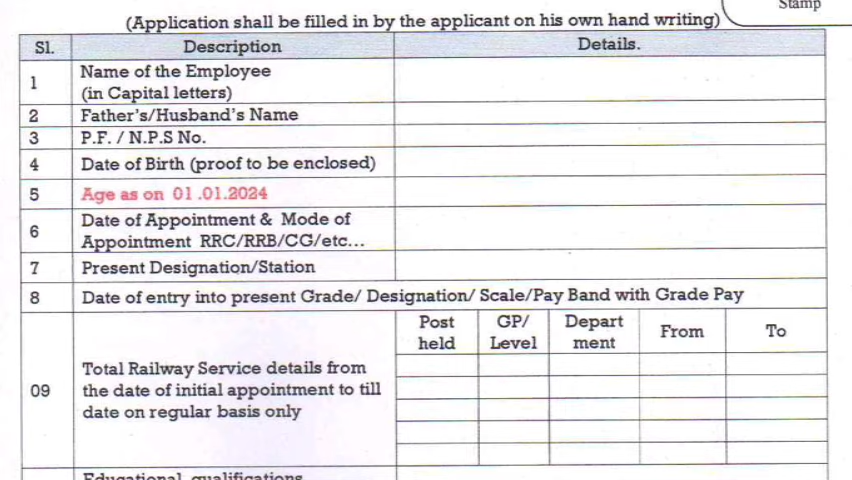 Stamp
(Application shall be filled in by the applicant on his own hand writing)
Sl. Description Details.
1 Name of the Employee
(in Capital letters)
2 Father's/Husband's Name
3 P.F. / N.P.S No.
4 Date of Birth (proof to be enclosed)
5 Age as on 01.01.2024
6 Date of Appointment & Mode of
Appointment RRC/RRB/CG/etc...
7 Present Designation/Station
8 Date of entry into present Grade/ Designation/ Scale/Pay Band with Grade Pay
09 Total Railway Service details from
the date of initial appointment to till
date on regular basis only
Post
held
GP/
Level
Depart
ment
From
To
Educational qualifications